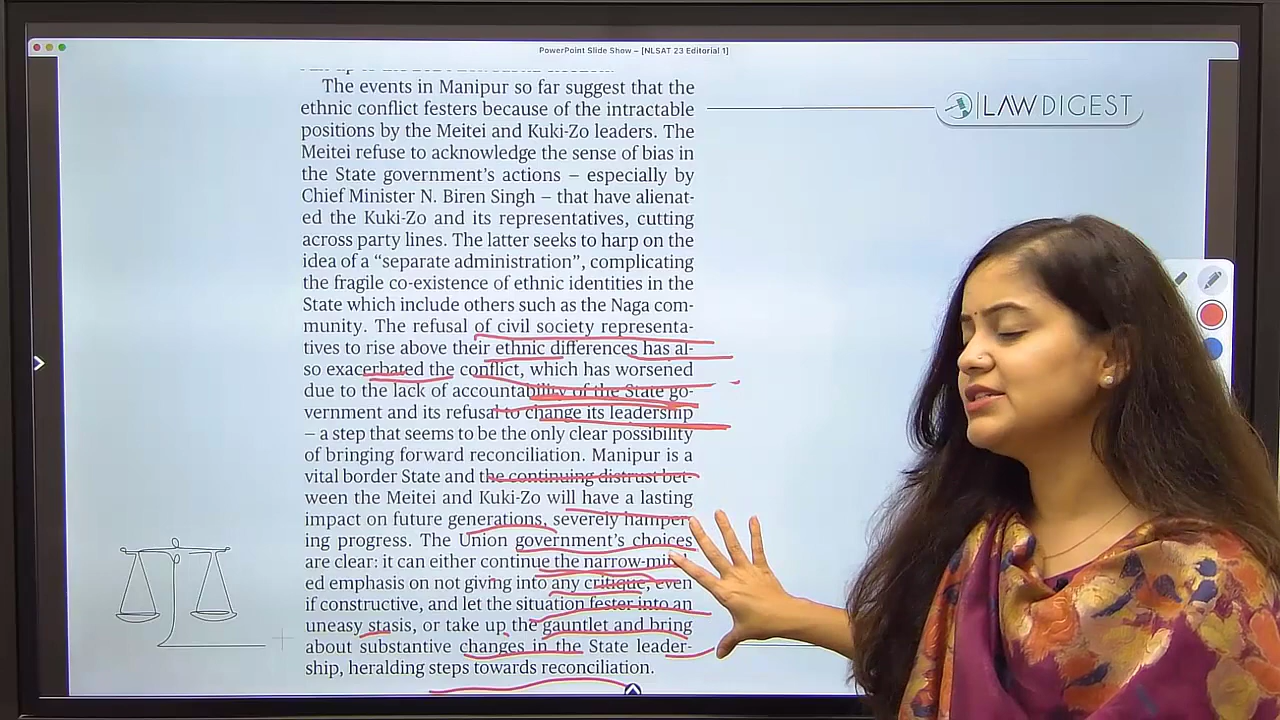 PowerPoint Slide Show – [NLSAT 23 Editorial 1]
LAWDIGEST
The events in Manipur so far suggest that the
ethnic conflict festers because of the intractable
positions by the Meitei and Kuki-Zo leaders. The
Meitei refuse to acknowledge the sense of bias in
the State government's actions – especially by
Chief Minister N. Biren Singh – that have alienat-
ed the Kuki-Zo and its representatives, cutting
across party lines. The latter seeks to harp on the
idea of a “separate administration”, complicating
the fragile co-existence of ethnic identities in the
State which include others such as the Naga com-
munity. The refusal of civil society representa-
tives to rise above their ethnic differences has al-
so exacerbated the conflict, which has worsened
due to the lack of accountability of the State go-
vernment and its refusal to change its leadership
– a step that seems to be the only clear possibility
of bringing forward reconciliation. Manipur is a
vital border State and the continuing distrust bet-
ween the Meitei and Kuki-Zo will have a lasting
impact on future generations, severely hamper-
ing progress. The Union government's choices
are clear: it can either continue the narrow-mi
ed emphasis on not giving into any critique, even
if constructive, and let the situation fester into an
uneasy stasis, or take up the gauntlet and bring
about substantive changes in the State leader-
ship, heralding steps towards reconciliation.